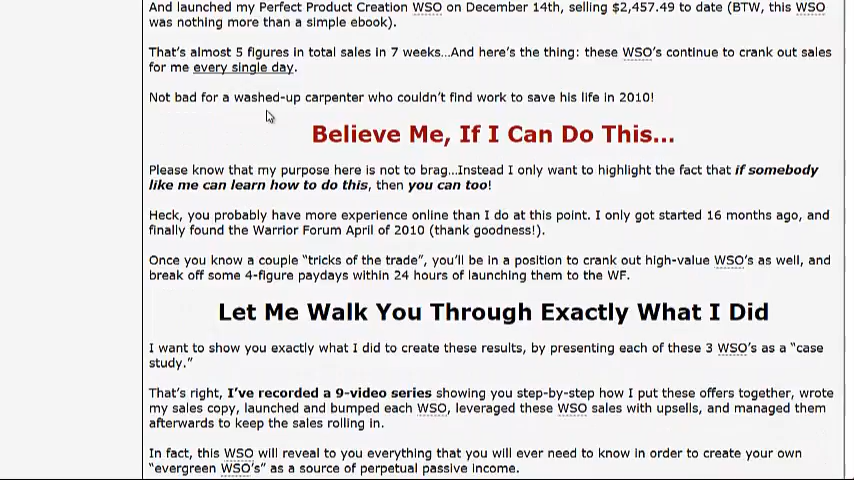 And launched my Perfect Product Creation WSO on December 14th, selling $2,457.49 to date (BTW, this WSO
was nothing more than a simple ebook).
That's almost 5 figures in total sales in 7 weeks...And here's the thing: these WSO's continue to crank out sales
for me every single day.
Not bad for a washed-up carpenter who couldn't find work to save his life in 2010!
Believe Me, If I Can Do This...
Please know that my purpose here is not to brag...Instead I only want to highlight the fact that if somebody
like me can learn how to do this, then you can too!
Heck, you probably have more experience online than I do at this point. I only got started 16 months ago, and
finally found the Warrior Forum April of 2010 (thank goodness!).
Once you know a couple "tricks of the trade", you'll be in a position to crank out high-value WSO's as well, and
break off some 4-figure paydays within 24 hours of launching them to the WF.
Let Me Walk You Through Exactly What I Did
I want to show you exactly what I did to create these results, by presenting each of these 3 WSO's as a "case
study."
That's right, I've recorded a 9-video series showing you step-by-step how I put these offers together, wrote
my sales copy, launched and bumped each WSO, leveraged these WSO sales with upsells, and managed them
afterwards to keep the sales rolling in.
In fact, this WSO will reveal to you everything that you will ever need to know in order to create your own
"evergreen WSO's" as a source of perpetual passive income.